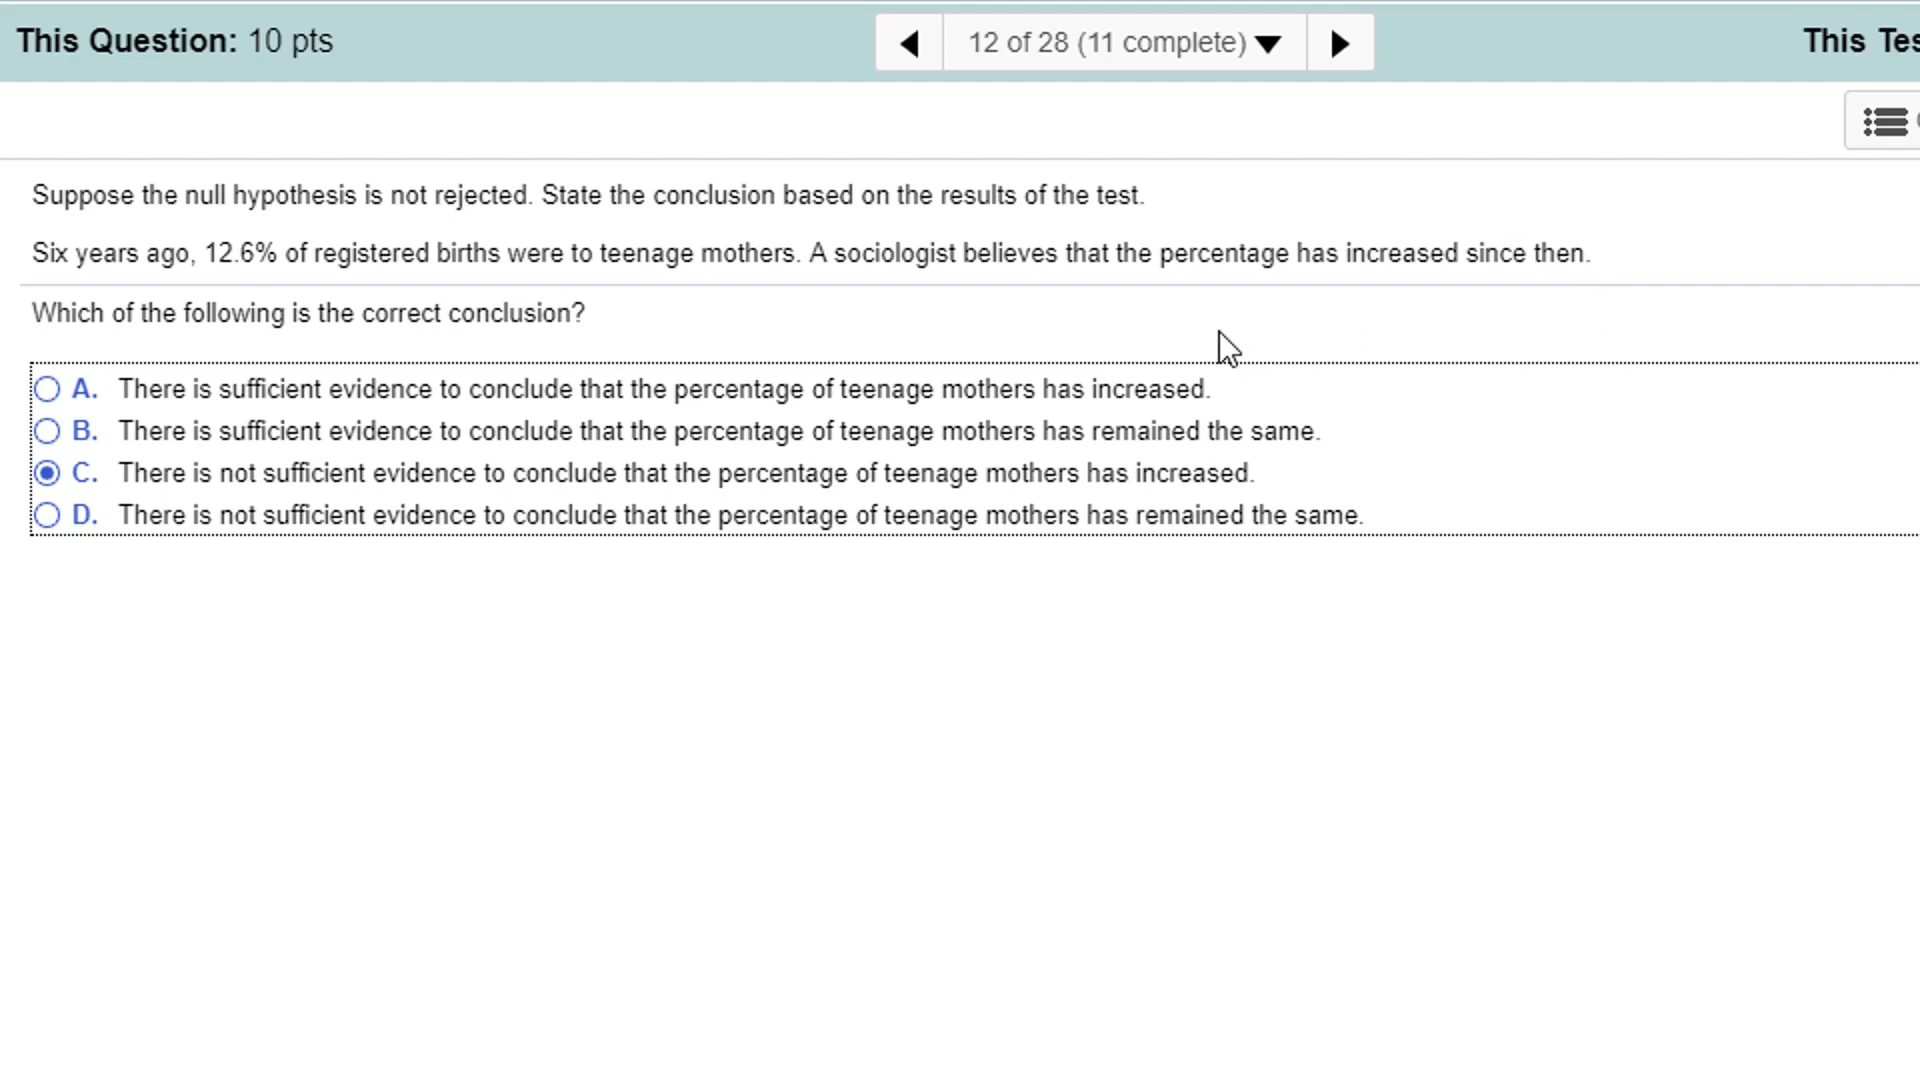 This Question: 10 pts
12 of 28 (11 complete)
This Tes
Suppose the null hypothesis is not rejected. State the conclusion based on the results of the test.
Six years ago, 12.6% of registered births were to teenage mothers. A sociologist believes that the percentage has increased since then.
Which of the following is the correct conclusion?
A. There is sufficient evidence to conclude that the percentage of teenage mothers has increased.
B. There is sufficient evidence to conclude that the percentage of teenage mothers has remained the same.
C. There is not sufficient evidence to conclude that the percentage of teenage mothers has increased.
D. There is not sufficient evidence to conclude that the percentage of teenage mothers has remained the same.